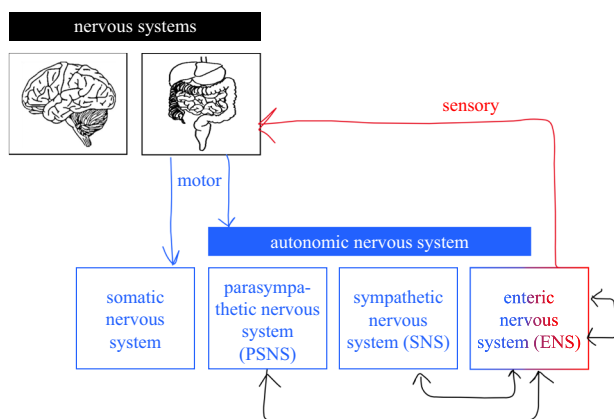 nervous systems
sensory
motor
autonomic nervous system
somatic
nervous
system
parasympa-
thetic nervous
system
(PSNS)
sympathetic
nervous
system (SNS)
enteric
nervous
system (ENS)